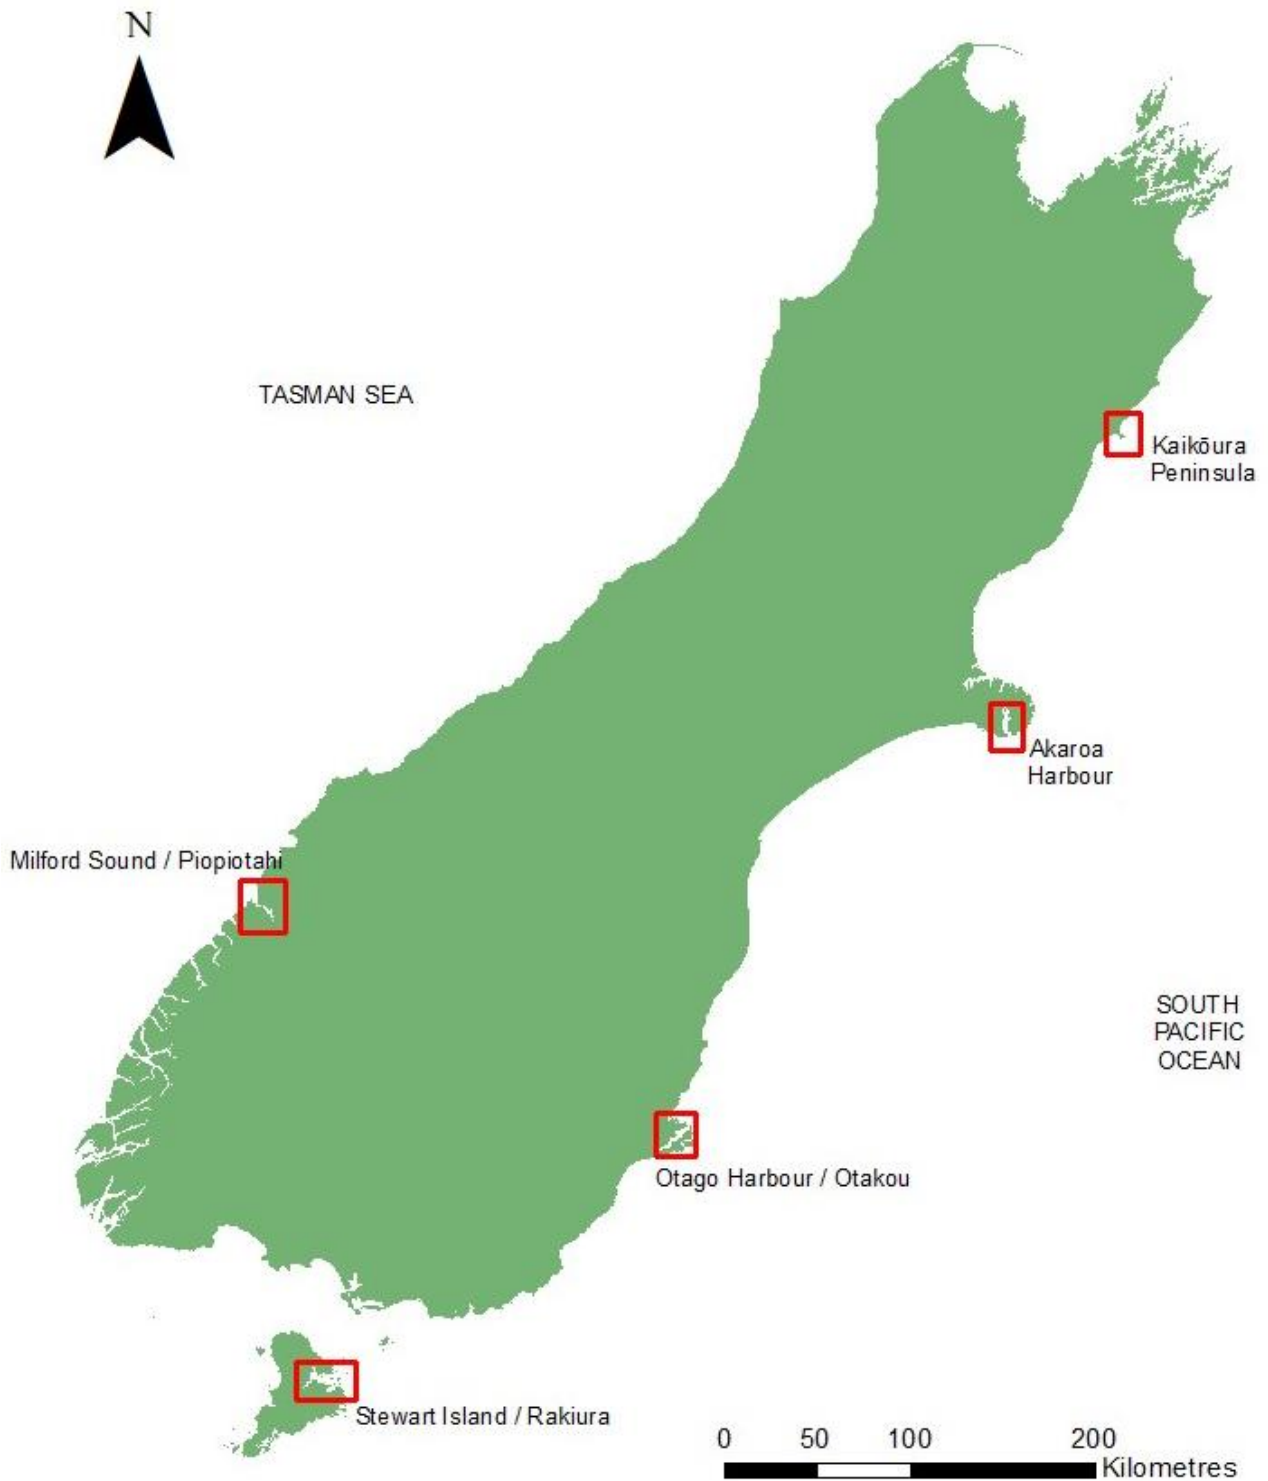 N
TASMAN SEA
Kaikōura
Peninsula
Akaroa
Harbour
Milford Sound / Piopiotahi
SOUTH
PACIFIC
OCEAN
Otago Harbour / Otakou
Stewart Island / Rakiura
0 50 100 200
Kilometres